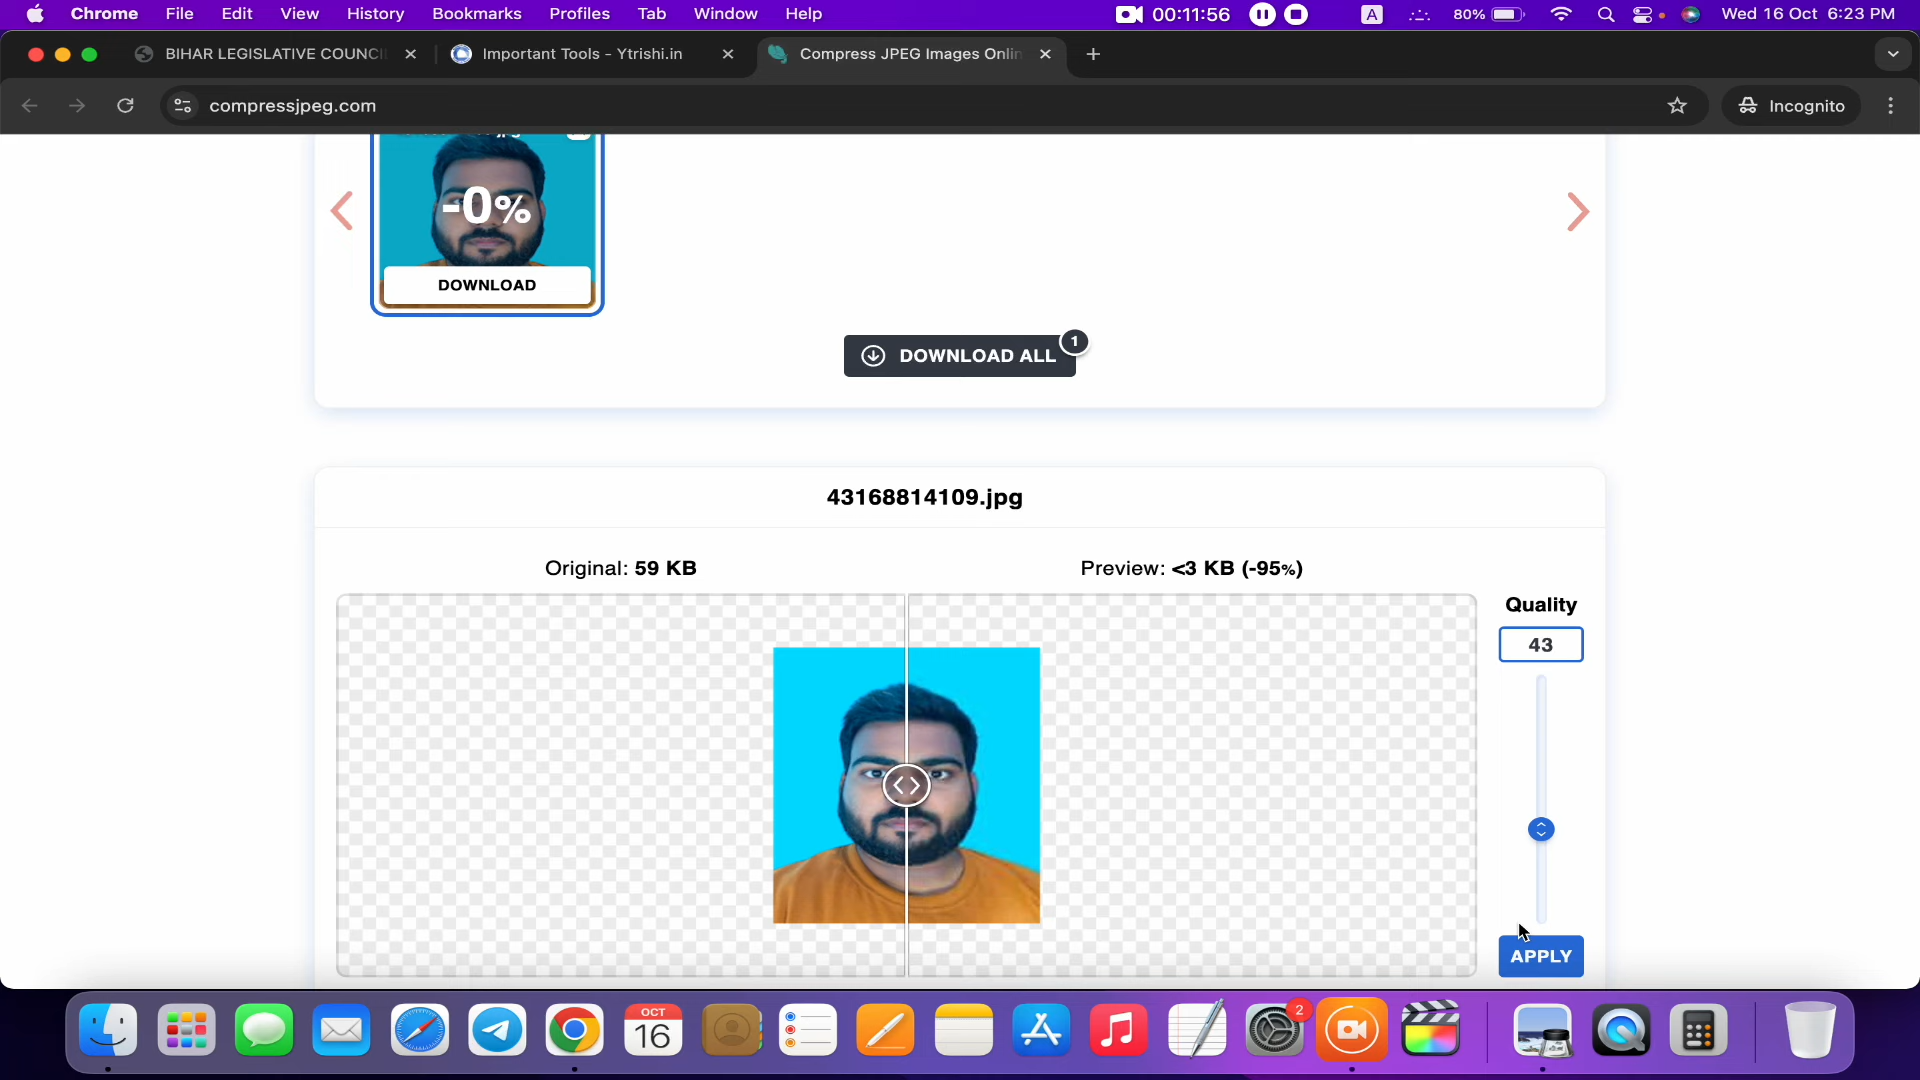 Chrome File Edit View History Bookmarks Profiles Tab Window Help 00:11:56 A 80% Wed 16 Oct 6:23 PM
BIHAR LEGISLATIVE COUNCI Important Tools - Ytrishi.in Compress JPEG Images Onlin
compressjpeg.com Incognito
-0%
DOWNLOAD
DOWNLOAD ALL 1
43168814109.jpg
Original: 59 KB Preview: <3 KB (-95%)
Quality
43
APPLY
OCT
16
2